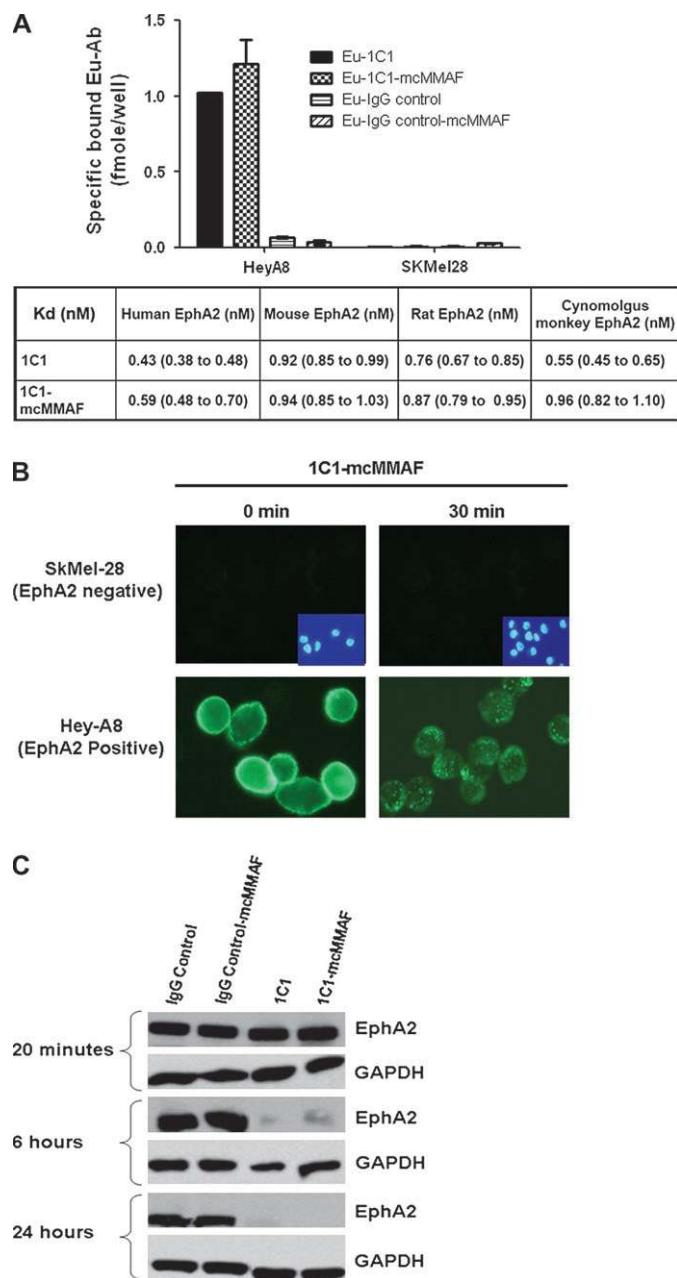 A
Specific bound Eu-Ab
(fmole/well)
1.5
1.0
0.5
0.0
Eu-1C1
Eu-1C1-mcMMAF
Eu-IgG control
Eu-IgG control-mcMMAF
HeyA8
SKMel28
Kd (nM) Human EphA2 (nM) Mouse EphA2 (nM) Rat EphA2 (nM) Cynomolgus monkey EphA2 (nM)
1C1 0.43 (0.38 to 0.48) 0.92 (0.85 to 0.99) 0.76 (0.67 to 0.85) 0.55 (0.45 to 0.65)
1C1-mcMMAF 0.59 (0.48 to 0.70) 0.94 (0.85 to 1.03) 0.87 (0.79 to 0.95) 0.96 (0.82 to 1.10)
B
1C1-mcMMAF
0 min 30 min
SkMel-28
(EphA2 negative)
Hey-A8
(EphA2 Positive)
C
IgG Control
IgG Control-mcMMAF
1C1
1C1-mcMMAF
20 minutes
EphA2
GAPDH
6 hours
EphA2
GAPDH
24 hours
EphA2
GAPDH